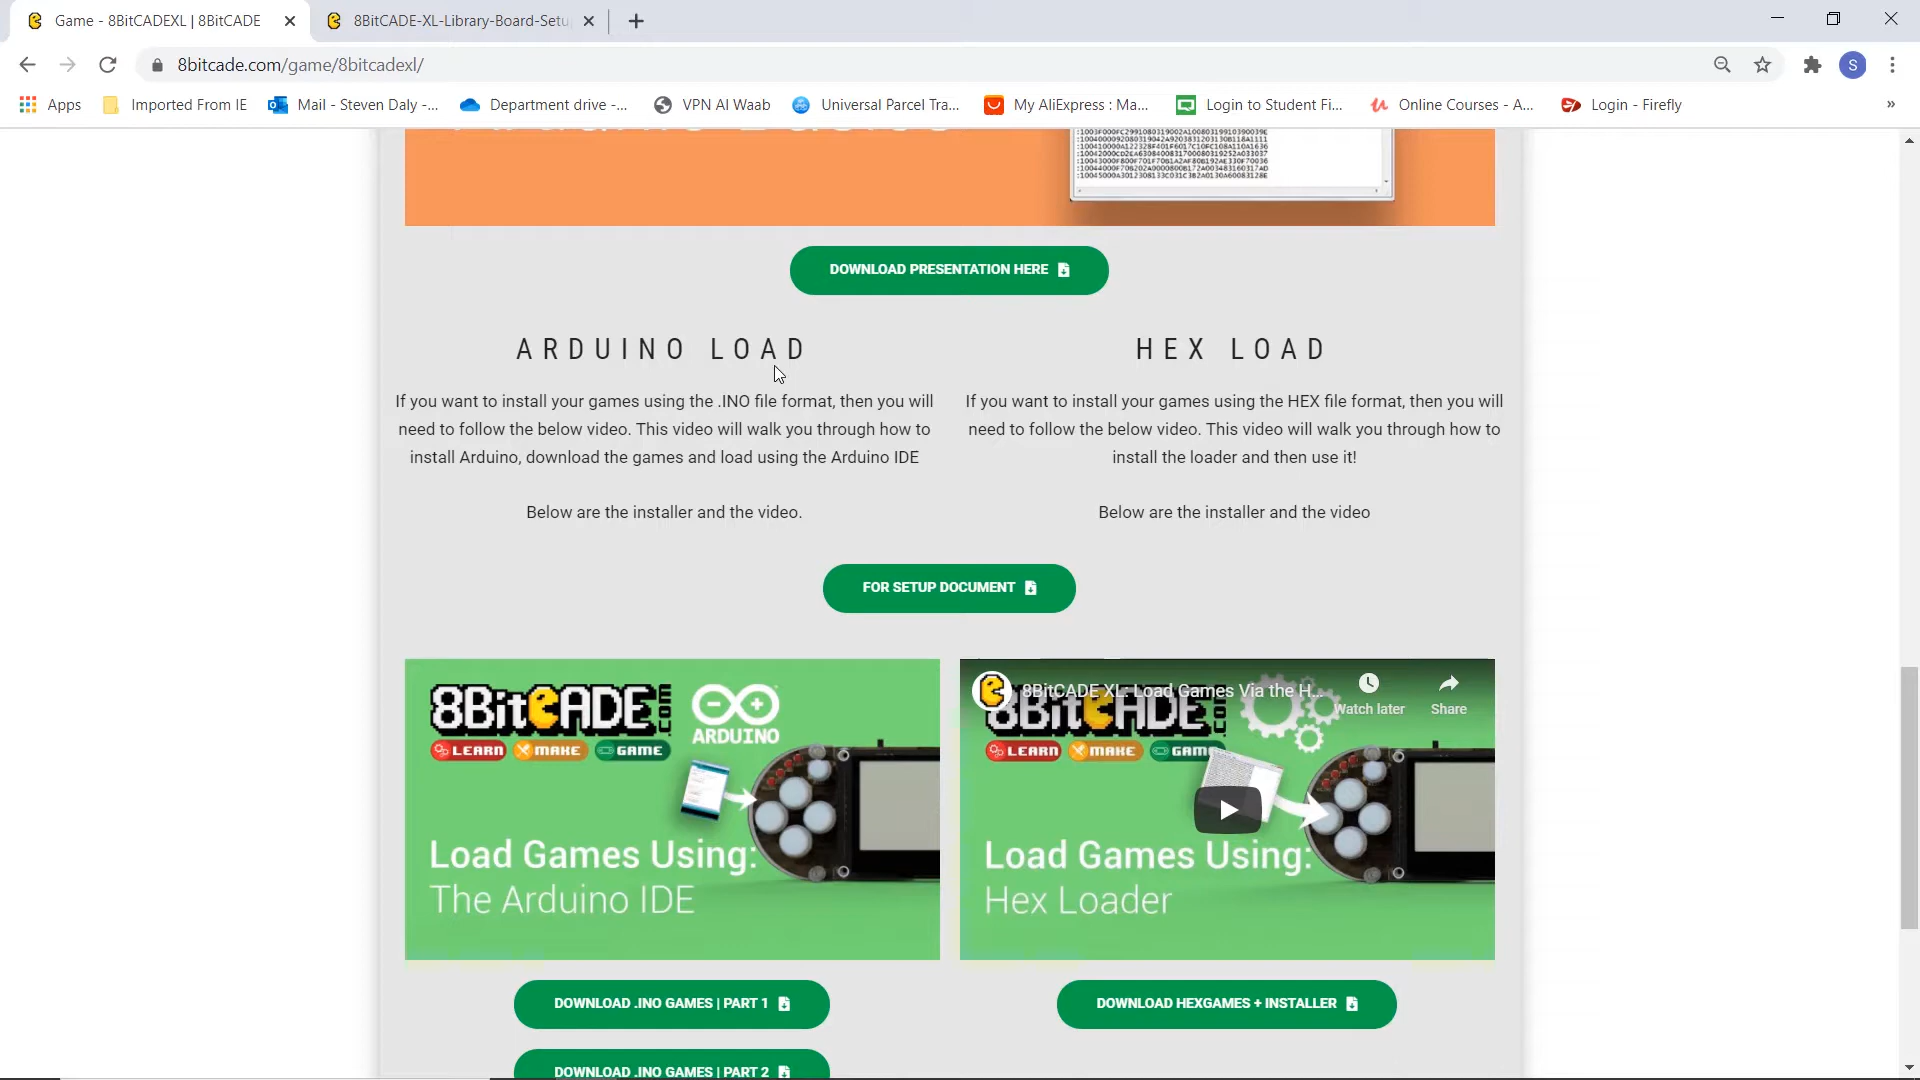 Game - 8BitCADEXL | 8BitCADE
8BitCADE-XL-Library-Board-Setu
8bitcade.com/game/8bitcadexl/
S
Apps
Imported From IE
Mail - Steven Daly -...
Department drive -...
VPN Al Waab
Universal Parcel Tra...
My AliExpress : Ma...
Login to Student Fi...
Online Courses - A...
Login - Firefly
»
DOWNLOAD PRESENTATION HERE
ARDUINO LOAD
If you want to install your games using the .INO file format, then you will
need to follow the below video. This video will walk you through how to
install Arduino, download the games and load using the Arduino IDE
Below are the installer and the video.
HEX LOAD
If you want to install your games using the HEX file format, then you will
need to follow the below video. This video will walk you through how to
install the loader and then use it!
Below are the installer and the video
FOR SETUP DOCUMENT
8BitCADE.com
LEARN MAKE GAME
ARDUINO
Load Games Using:
The Arduino IDE
8BitCADE XL: Load Games Via the H...
Watch later
Share
8BitCADE.com
LEARN MAKE GAME
Load Games Using:
Hex Loader
DOWNLOAD .INO GAMES | PART 1
DOWNLOAD HEXGAMES + INSTALLER
DOWNLOAD .INO GAMES | PART 2